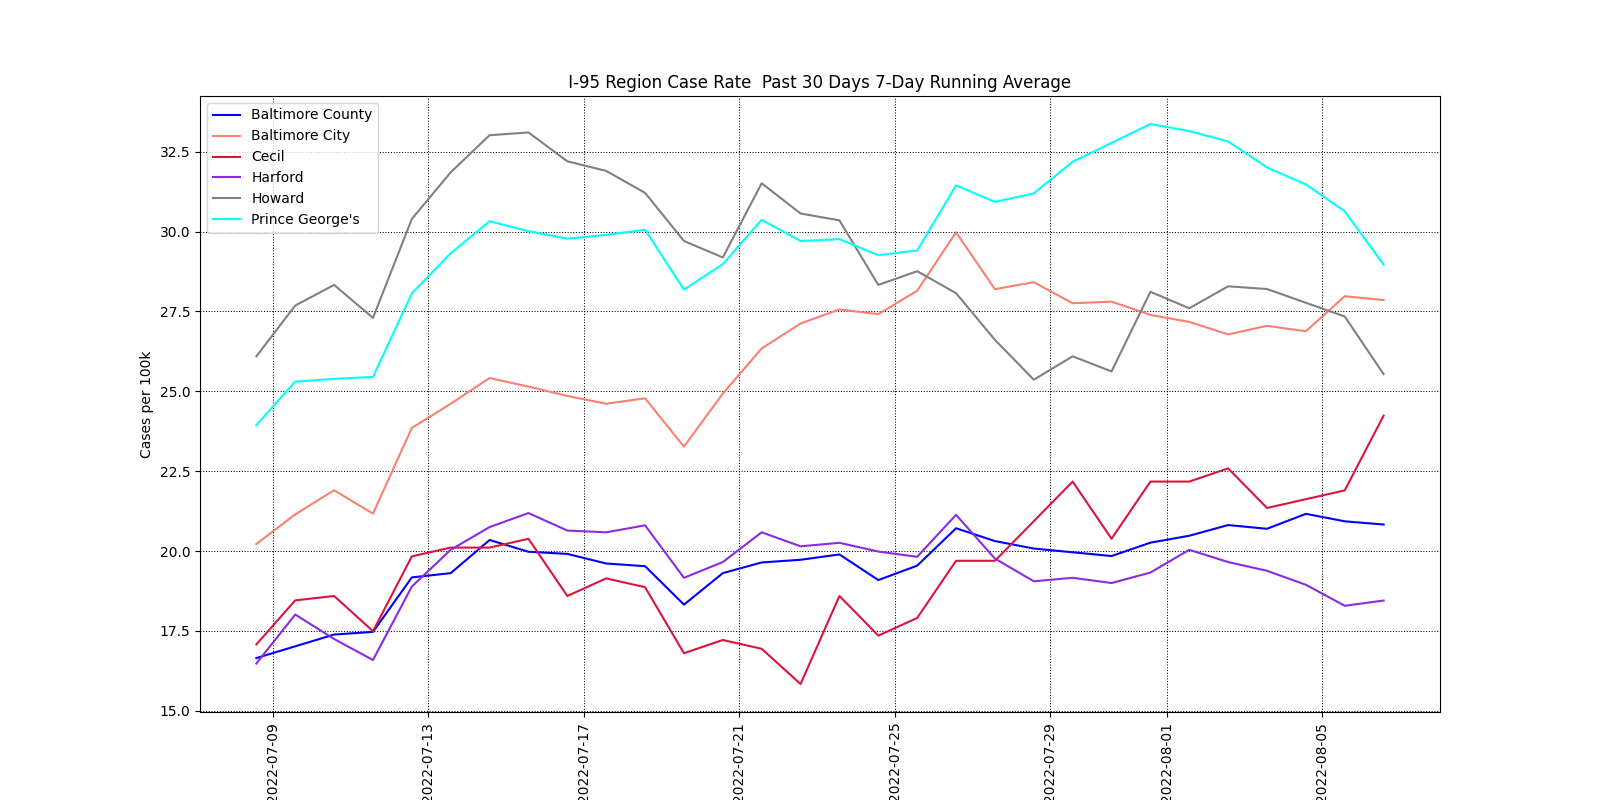 I-95 Region Case Rate  Past 30 Days 7-Day Running Average
Baltimore County
Baltimore City
Cecil
Harford
Howard
Prince George's
Cases per 100k
32.5
30.0
27.5
25.0
22.5
20.0
17.5
15.0
2022-07-09
2022-07-13
2022-07-17
2022-07-21
2022-07-25
2022-07-29
2022-08-01
2022-08-05